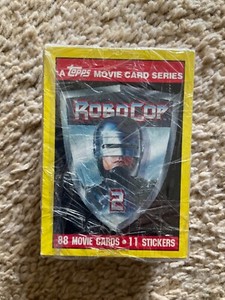 A Topps MOVIE CARD SERIES
ROBOCOP
2
88 MOVIE CARDS • 11 STICKERS